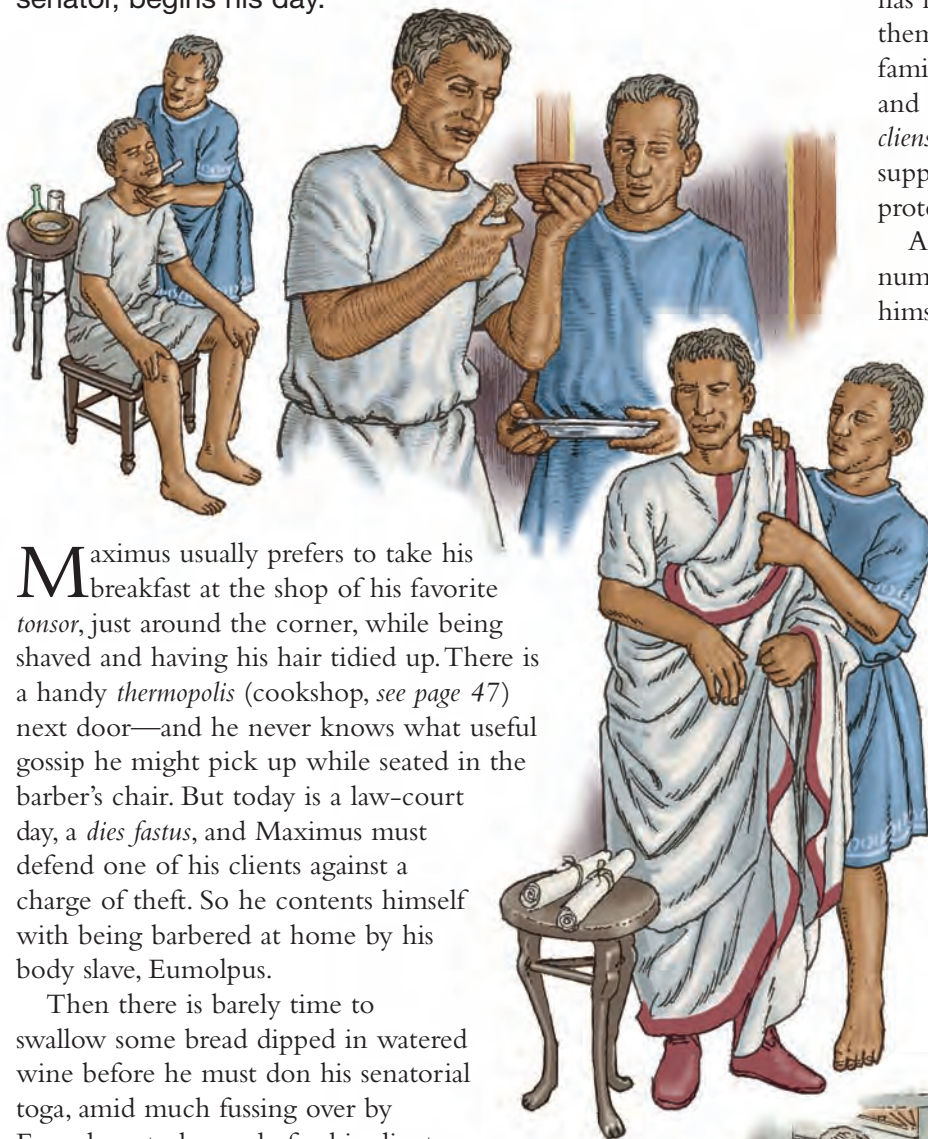 senator, begins his day.
Maximus usually prefers to take his
breakfast at the shop of his favorite
tonsor, just around the corner, while being
shaved and having his hair tidied up. There is
a handy thermopolis (cookshop, see page 47)
next door—and he never knows what useful
gossip he might pick up while seated in the
barber’s chair. But today is a law-court
day, a dies fastus, and Maximus must
defend one of his clients against a
charge of theft. So he contents himself
with being barbered at home by his
body slave, Eumolpus.
Then there is barely time to
swallow some bread dipped in watered
wine before he must don his senatorial
toga, amid much fussing over by
them
and
cliens